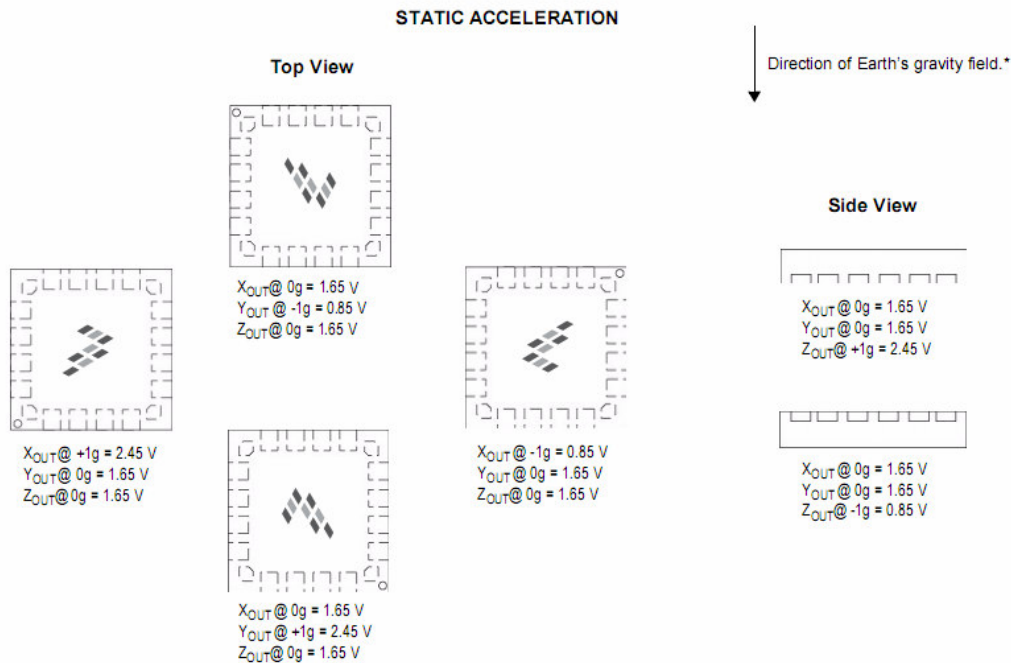 STATIC ACCELERATION
Direction of Earth's gravity field.*
Top View
XOUT@ 0g = 1.65 V
YOUT @ -1g = 0.85 V
ZOUT@ 0g = 1.65 V
XOUT@ +1g = 2.45 V
YOUT@ 0g = 1.65 V
ZOUT@ 0g = 1.65 V
XOUT@ -1g = 0.85 V
YOUT@ 0g = 1.65 V
ZOUT@ 0g = 1.65 V
XOUT@ 0g = 1.65 V
YOUT@ +1g = 2.45 V
ZOUT@ 0g = 1.65 V
Side View
XOUT@ 0g = 1.65 V
YOUT@ 0g = 1.65 V
ZOUT@ +1g = 2.45 V
XOUT@ 0g = 1.65 V
YOUT@ 0g = 1.65 V
ZOUT@ -1g = 0.85 V